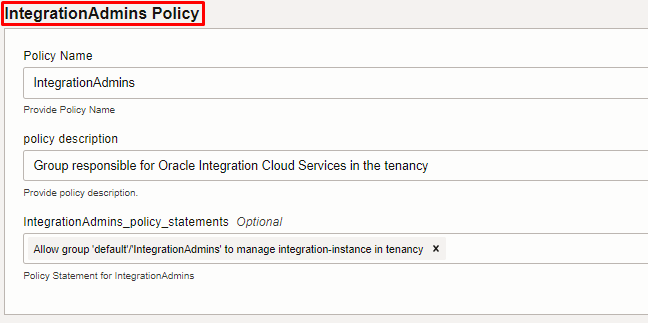 IntegrationAdmins Policy
Policy Name
IntegrationAdmins
Provide Policy Name
policy description
Group responsible for Oracle Integration Cloud Services in the tenancy
Provide policy description.
IntegrationAdmins_policy_statements Optional
Allow group 'default'/'IntegrationAdmins' to manage integration-instance in tenancy ×
Policy Statement for IntegrationAdmins